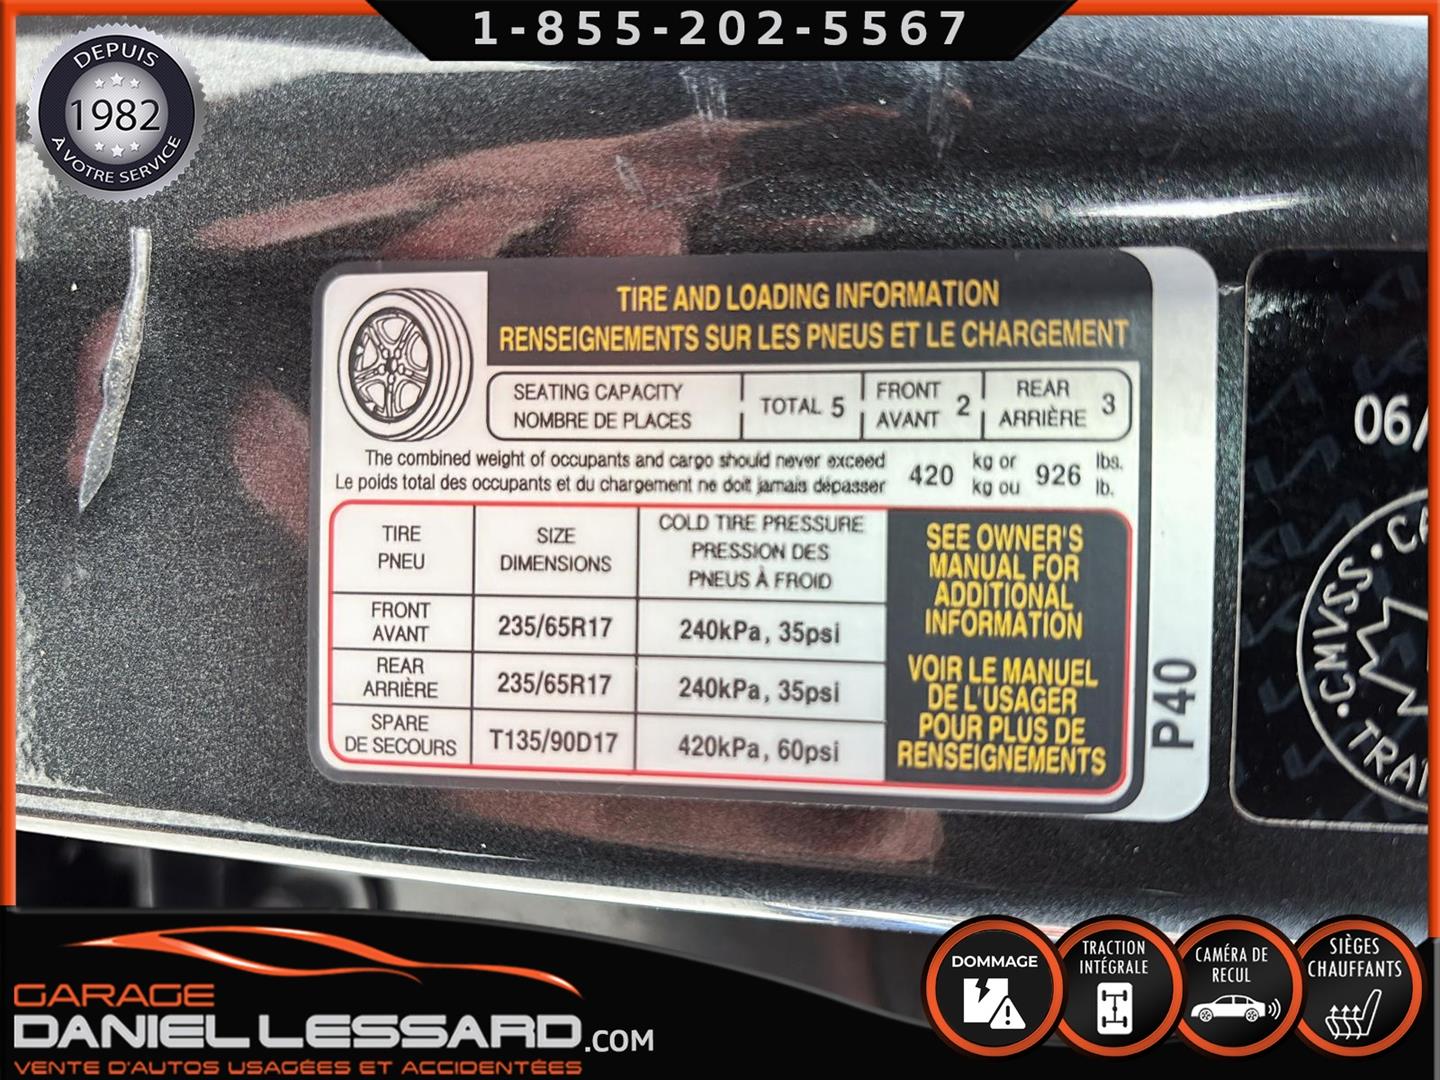 1-855-202-5567
DEPUIS
1982
À VOTRE SERVICE
TIRE AND LOADING INFORMATION
RENSEIGNEMENTS SUR LES PNEUS ET LE CHARGEMENT
SEATING CAPACITY
NOMBRE DE PLACES
TOTAL 5
FRONT
AVANT
2
REAR
ARRIÈRE
3
The combined weight of occupants and cargo should never exceed
Le poids total des occupants et du chargement ne doit jamais dépasser
420
kg or
kg ou
926
lbs.
lb.
TIRE
PNEU
SIZE
DIMENSIONS
COLD TIRE PRESSURE
PRESSION DES
PNEUS À FROID
FRONT
AVANT
235/65R17
240kPa, 35psi
REAR
ARRIÈRE
235/65R17
240kPa, 35psi
SPARE
DE SECOURS
T135/90D17
420kPa, 60psi
SEE OWNER'S
MANUAL FOR
ADDITIONAL
INFORMATION
VOIR LE MANUEL
DE L'USAGER
POUR PLUS DE
RENSEIGNEMENTS
P40
06/
CMVSS
GARAGE
DANIEL LESSARD.COM
VENTE D'AUTOS USAGÉES ET ACCIDENTÉES
DOMMAGE
TRACTION
INTÉGRALE
CAMÉRA DE
RECUL
SIÈGES
CHAUFFANTS